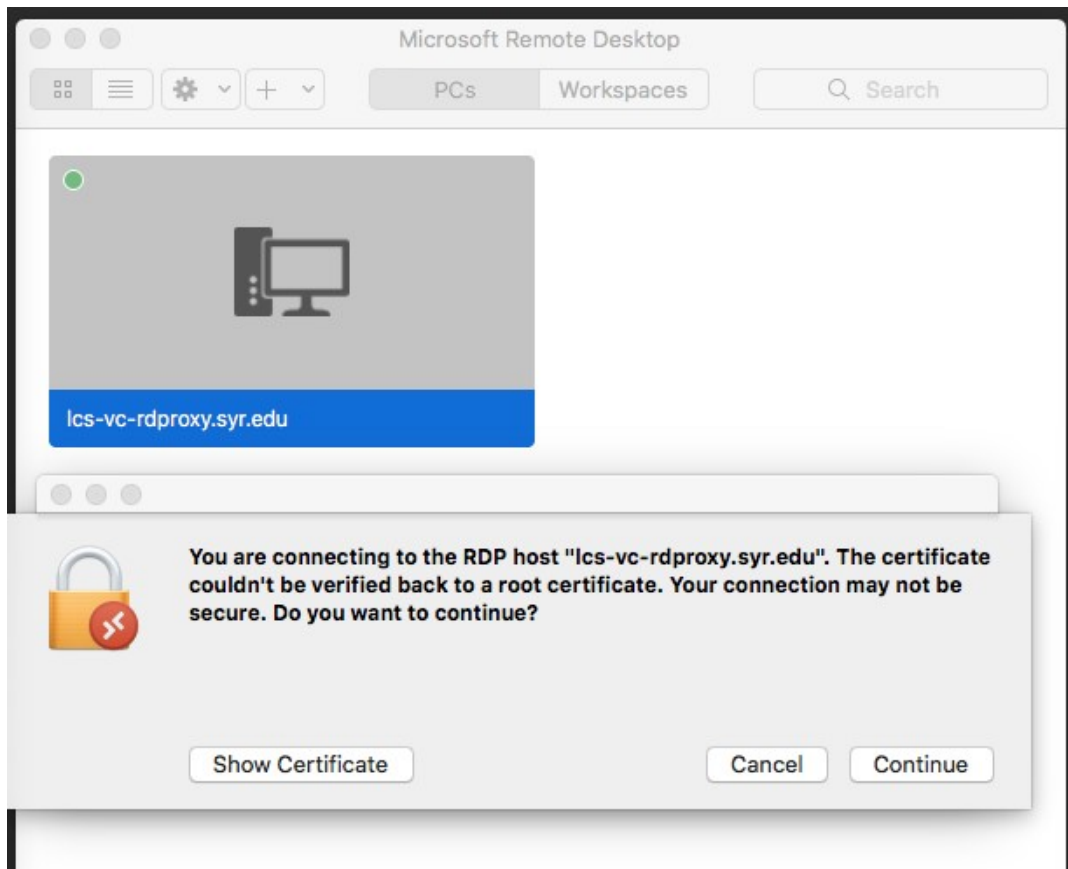 Microsoft Remote Desktop
PCs
Workspaces
Search
lcs-vc-rdproxy.syr.edu
You are connecting to the RDP host "lcs-vc-rdproxy.syr.edu". The certificate
couldn't be verified back to a root certificate. Your connection may not be
secure. Do you want to continue?
Show Certificate
Cancel
Continue